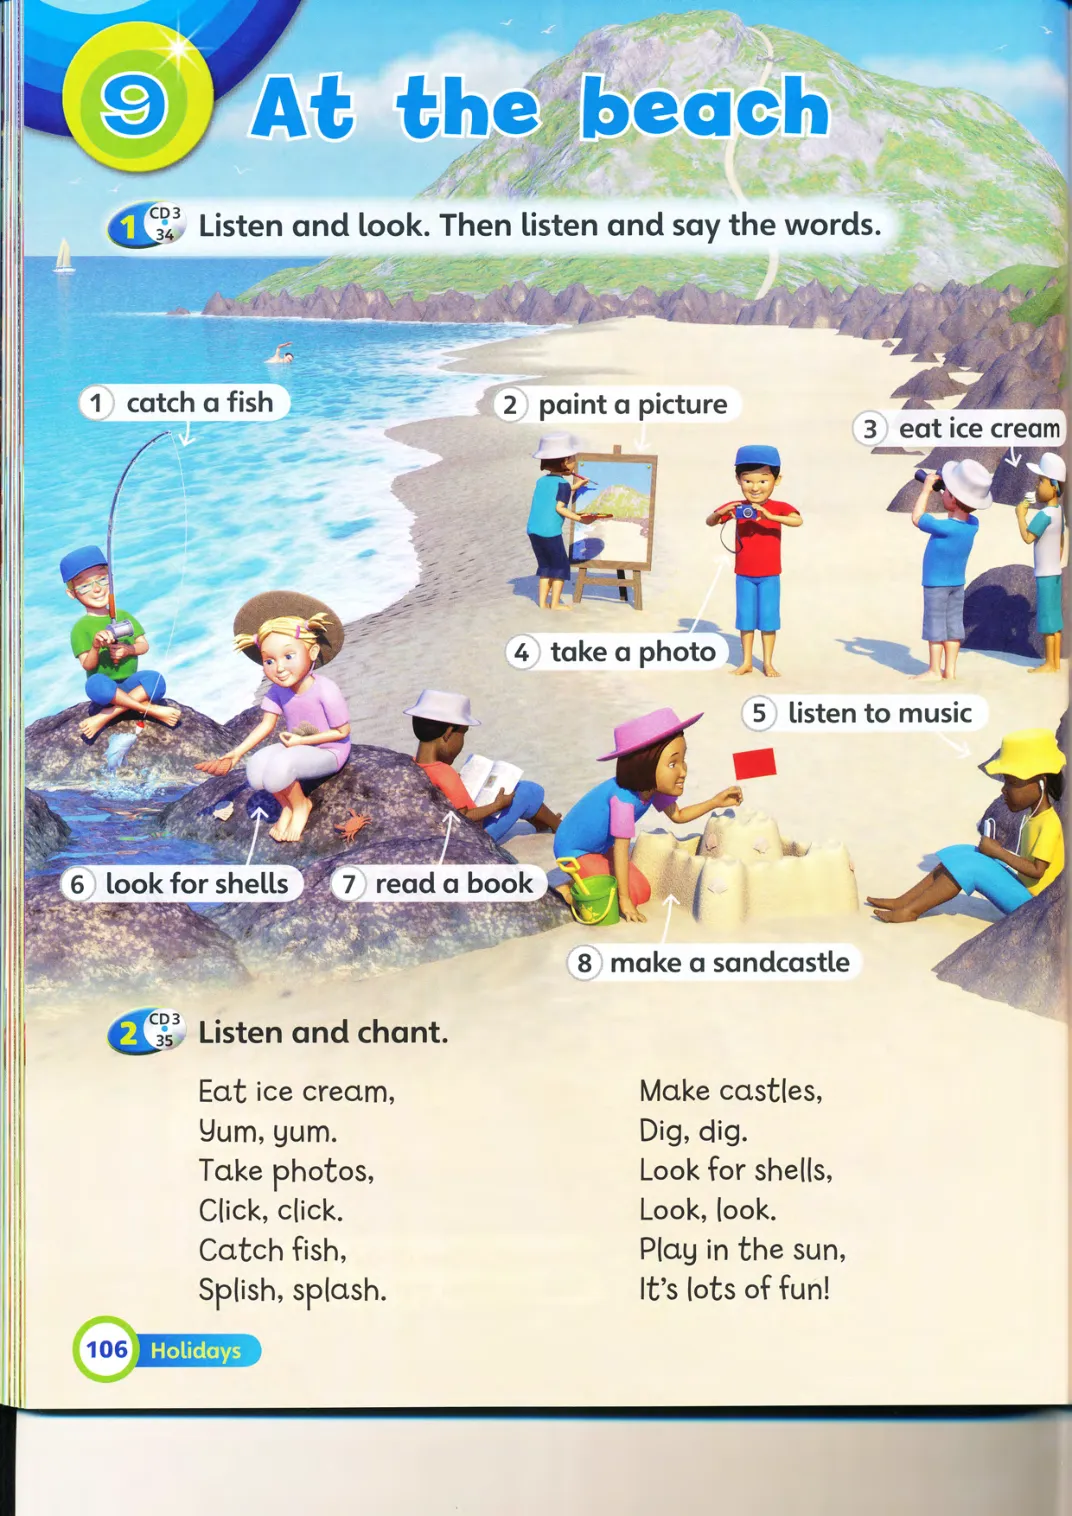 9 At the beach
1 CD3 34 Listen and look. Then listen and say the words.
1 catch a fish
2 paint a picture
3 eat ice cream
4 take a photo
5 listen to music
6 look for shells
7 read a book
8 make a sandcastle
2 CD3 35 Listen and chant.
Eat ice cream,
Yum, yum.
Take photos,
Click, click.
Catch fish,
Splish, splash.
Make castles,
Dig, dig.
Look for shells,
Look, look.
Play in the sun,
It's lots of fun!
106 Holidays